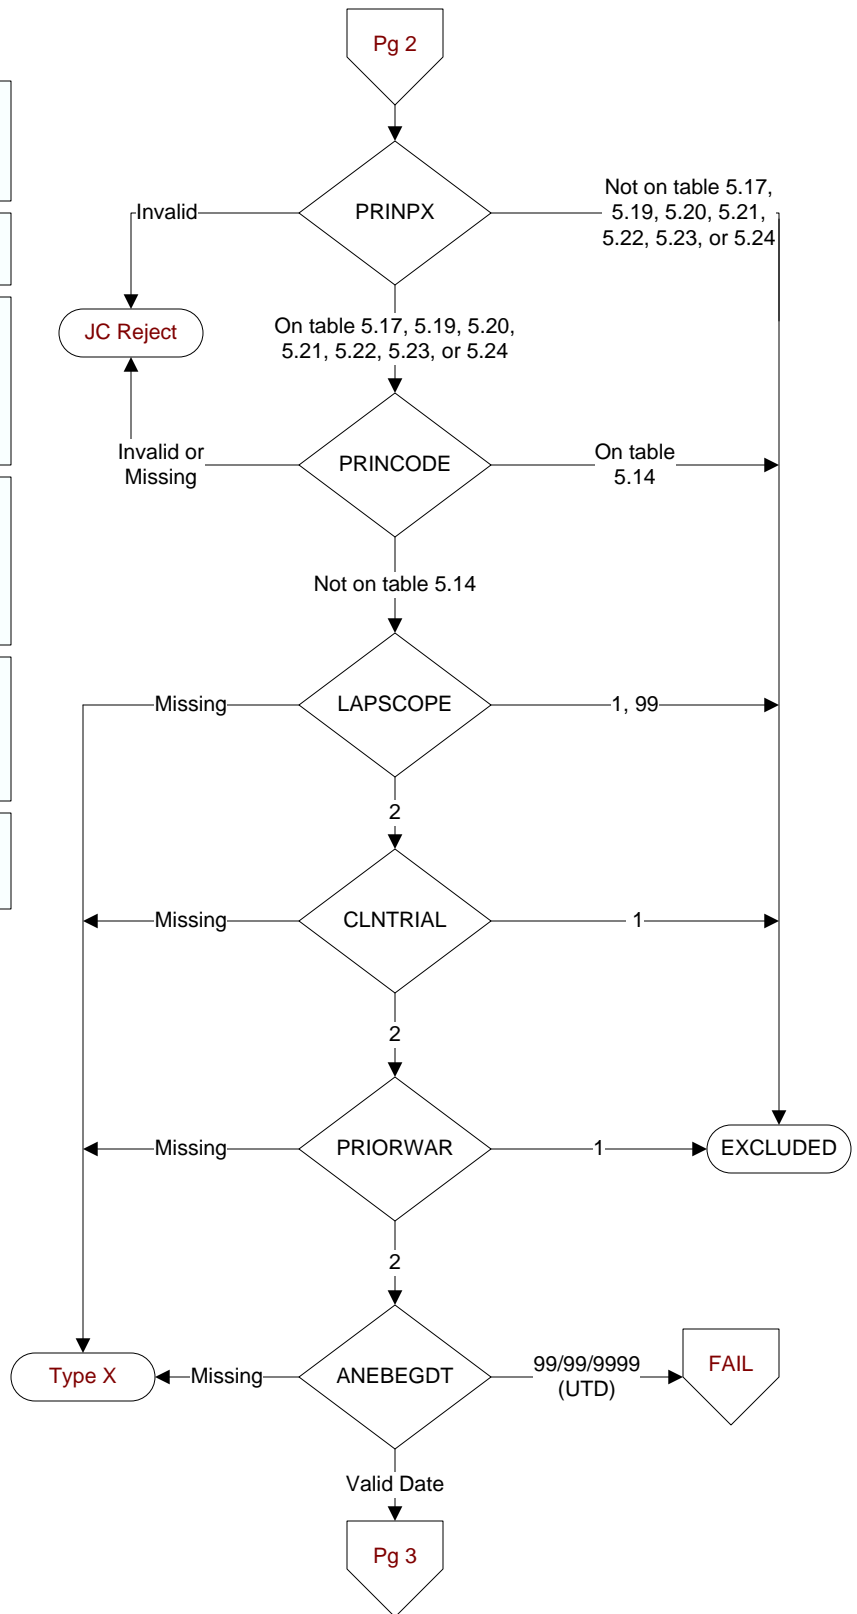 Pg 2
PRINPX
Invalid
Not on table 5.17,
5.19, 5.20, 5.21,
5.22, 5.23, or 5.24
JC Reject
On table 5.17, 5.19, 5.20,
5.21, 5.22, 5.23, or 5.24
Invalid or
Missing
PRINCODE
On table
5.14
Not on table 5.14
Missing
LAPSCOPE
1, 99
2
Missing
CLNTRIAL
1
2
Missing
PRIORWAR
1
EXCLUDED
2
Type X
Missing
ANEBEGDT
99/99/9999
(UTD)
FAIL
Valid Date
Pg 3